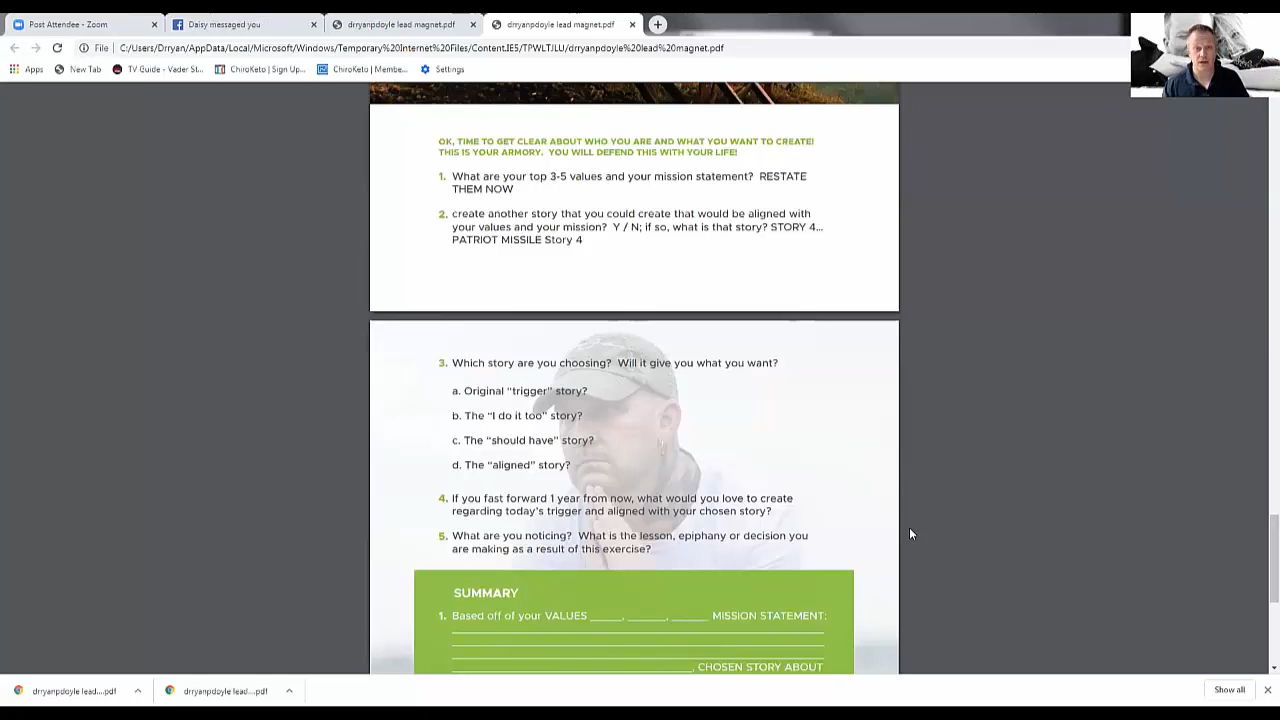 Post Attendee - Zoom
Daisy messaged you
drryanpdoyle lead magnet.pdf
drryanpdoyle lead magnet.pdf
File
C:/Users/Drryan/AppData/Local/Microsoft/Windows/Temporary%20Internet%20Files/Content.IE5/TPWLTJLU/drryanpdoyle%20lead%20magnet.pdf
Apps
New Tab
TV Guide - Vader St...
ChiroKeto | Sign Up...
ChiroKeto | Membe...
Settings
OK, TIME TO GET CLEAR ABOUT WHO YOU ARE AND WHAT YOU WANT TO CREATE!
THIS IS YOUR ARMORY. YOU WILL DEFEND THIS WITH YOUR LIFE!
1. What are your top 3-5 values and your mission statement? RESTATE
THEM NOW
2. create another story that you could create that would be aligned with
your values and your mission? Y / N; if so, what is that story? STORY 4...
PATRIOT MISSILE Story 4
3. Which story are you choosing? Will it give you what you want?
a. Original “trigger” story?
b. The “I do it too” story?
c. The “should have” story?
d. The “aligned” story?
4. If you fast forward 1 year from now, what would you love to create
regarding today’s trigger and aligned with your chosen story?
5. What are you noticing? What is the lesson, epiphany or decision you
are making as a result of this exercise?
SUMMARY
1. Based off of your VALUES _____, ______, _____ MISSION STATEMENT:
, CHOSEN STORY ABOUT
drryanpdoyle lead....pdf
drryanpdoyle lead....pdf
Show all